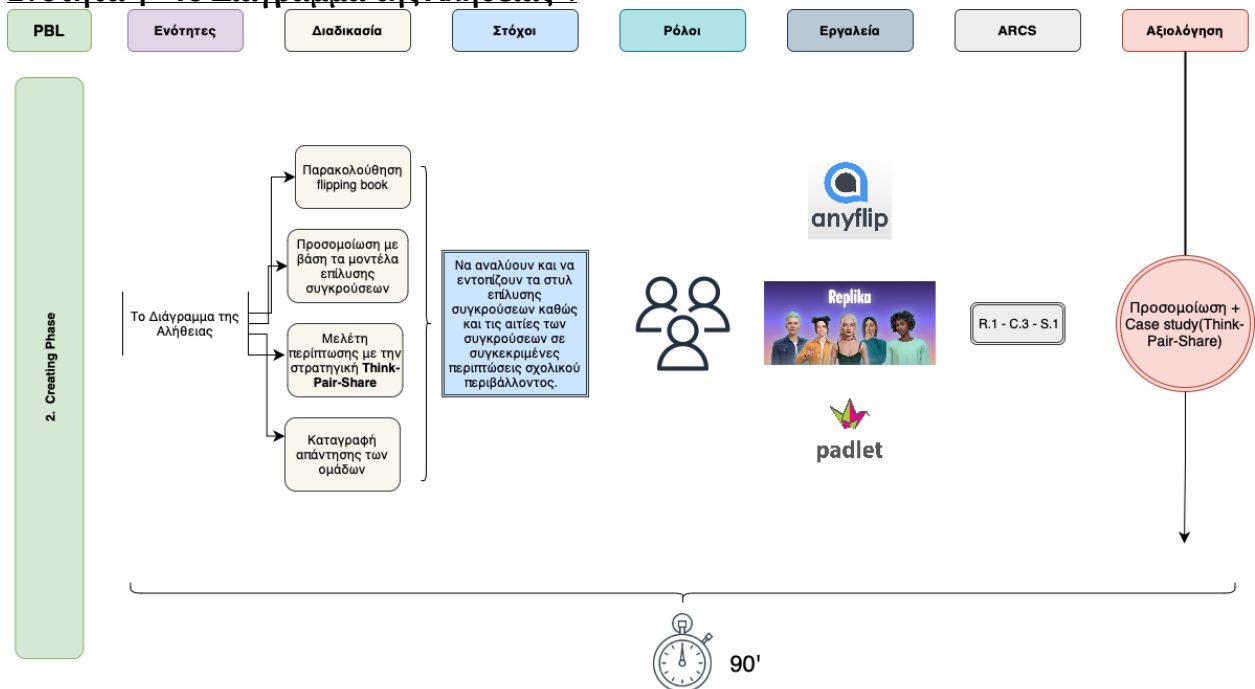 PBL
Ενότητες
Διαδικασία
Στόχοι
Ρόλοι
Εργαλεία
ARCS
Αξιολόγηση
2. Creating Phase
Το Διάγραμμα της
Αλήθειας
Παρακολούθηση
flipping book
Προσομοίωση με
βάση τα μοντέλα
επίλυσης
συγκρούσεων
Μελέτη
περίπτωσης με την
στρατηγική Think-
Pair-Share
Καταγραφή
απάντησης των
ομάδων
Να αναλύουν και να
εντοπίζουν τα στυλ
επίλυσης
συγκρούσεων καθώς
και τις αιτίες των
συγκρούσεων σε
συγκεκριμένες
περιπτώσεις σχολικού
περιβάλλοντος.
anyflip
Replika
padlet
R.1 - C.3 - S.1
Προσομοίωση +
Case study(Think-
Pair-Share)
90'